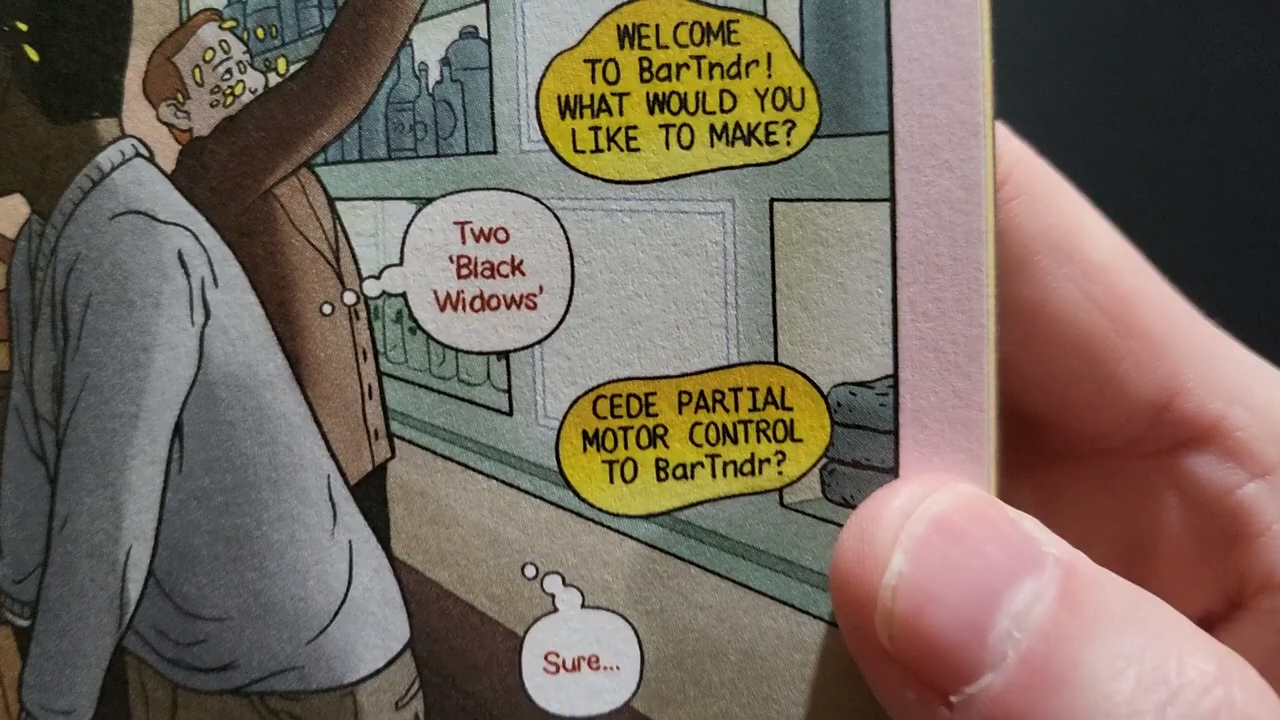 WELCOME
TO BarTndr!
WHAT WOULD YOU
LIKE TO MAKE?
Two
'Black
Widows'
CEDE PARTIAL
MOTOR CONTROL
TO BarTndr?
Sure...